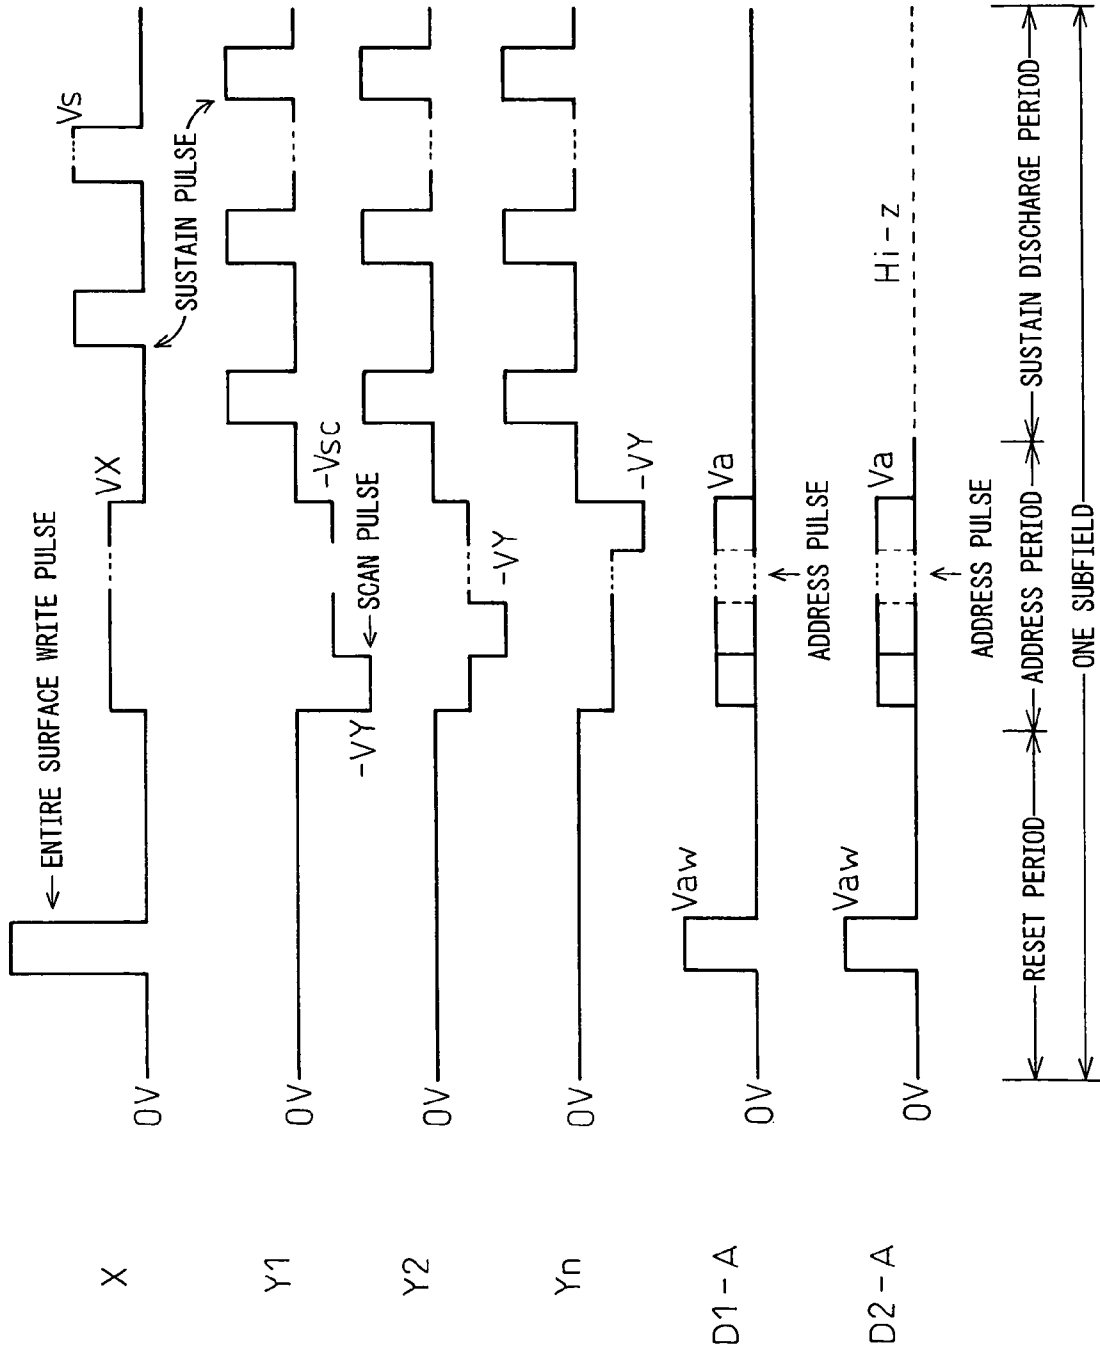 X
0V
← ENTIRE SURFACE WRITE PULSE
VX
Vs
SUSTAIN PULSE
Y1
0V
-VY
← SCAN PULSE
-Vsc
Y2
0V
-VY
Yn
0V
-VY
D1-A
0V
Vaw
Va
ADDRESS PULSE
D2-A
0V
Vaw
Va
Hi-z
ADDRESS PULSE
RESET PERIOD
ADDRESS PERIOD
SUSTAIN DISCHARGE PERIOD
ONE SUBFIELD